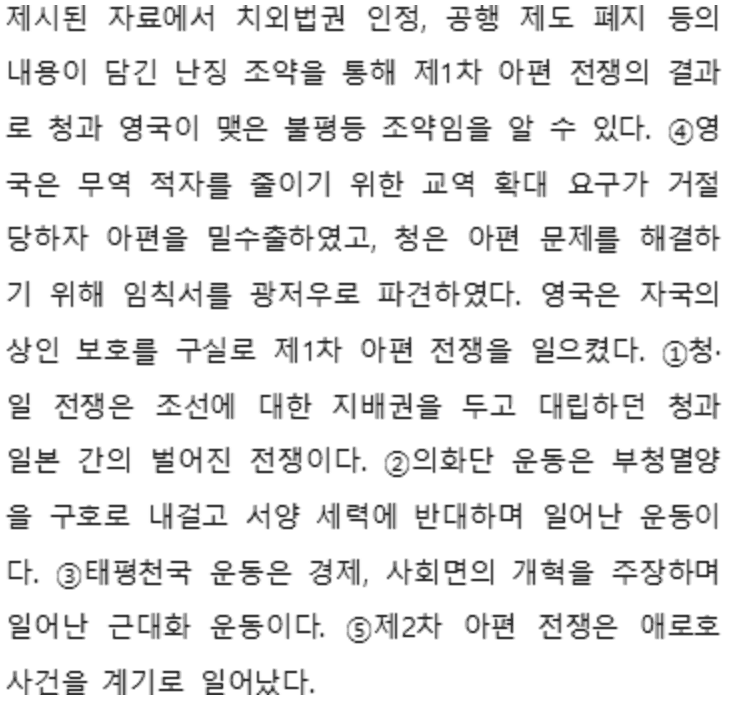 제시된 자료에서 치외법권 인정, 공행 제도 폐지 등의
내용이 담긴 난징 조약을 통해 제1차 아편 전쟁의 결과
로 청과 영국이 맺은 불평등 조약임을 알 수 있다. ④영
국은 무역 적자를 줄이기 위한 교역 확대 요구가 거절
당하자 아편을 밀수출하였고, 청은 아편 문제를 해결하
기 위해 임칙서를 광저우로 파견하였다. 영국은 자국의
상인 보호를 구실로 제1차 아편 전쟁을 일으켰다. ①청·
일 전쟁은 조선에 대한 지배권을 두고 대립하던 청과
일본 간의 벌어진 전쟁이다. ②의화단 운동은 부청멸양
을 구호로 내걸고 서양 세력에 반대하며 일어난 운동이
다. ③태평천국 운동은 경제, 사회면의 개혁을 주장하며
일어난 근대화 운동이다. ⑤제2차 아편 전쟁은 애로호
사건을 계기로 일어났다.